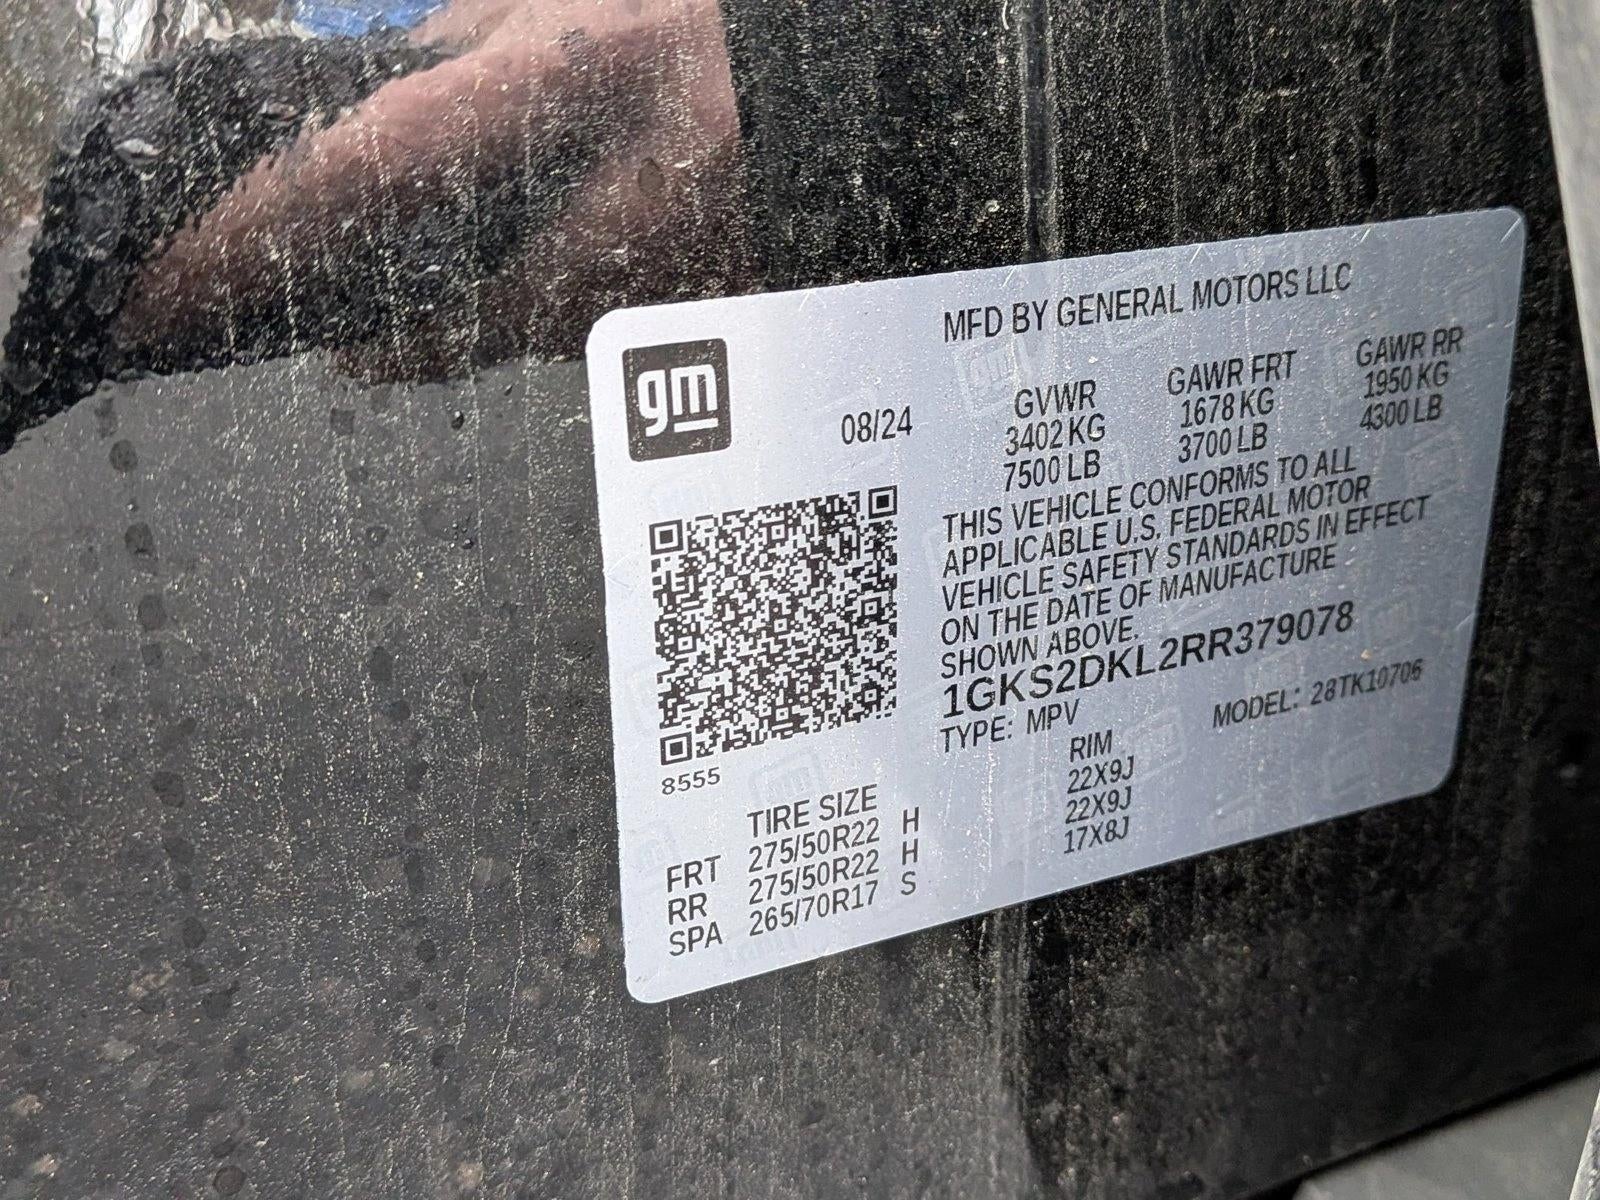 gm
MFD BY GENERAL MOTORS LLC
08/24
GVWR GAWR FRT GAWR RR
3402 KG 1678 KG 1950 KG
7500 LB 3700 LB 4300 LB
THIS VEHICLE CONFORMS TO ALL
APPLICABLE U.S. FEDERAL MOTOR
VEHICLE SAFETY STANDARDS IN EFFECT
ON THE DATE OF MANUFACTURE
SHOWN ABOVE.
1GKS2DKL2RR379078
TYPE: MPV MODEL: 28TK10706
8555
TIRE SIZE RIM
FRT 275/50R22 H 22X9J
RR 275/50R22 H 22X9J
SPA 265/70R17 S 17X8J